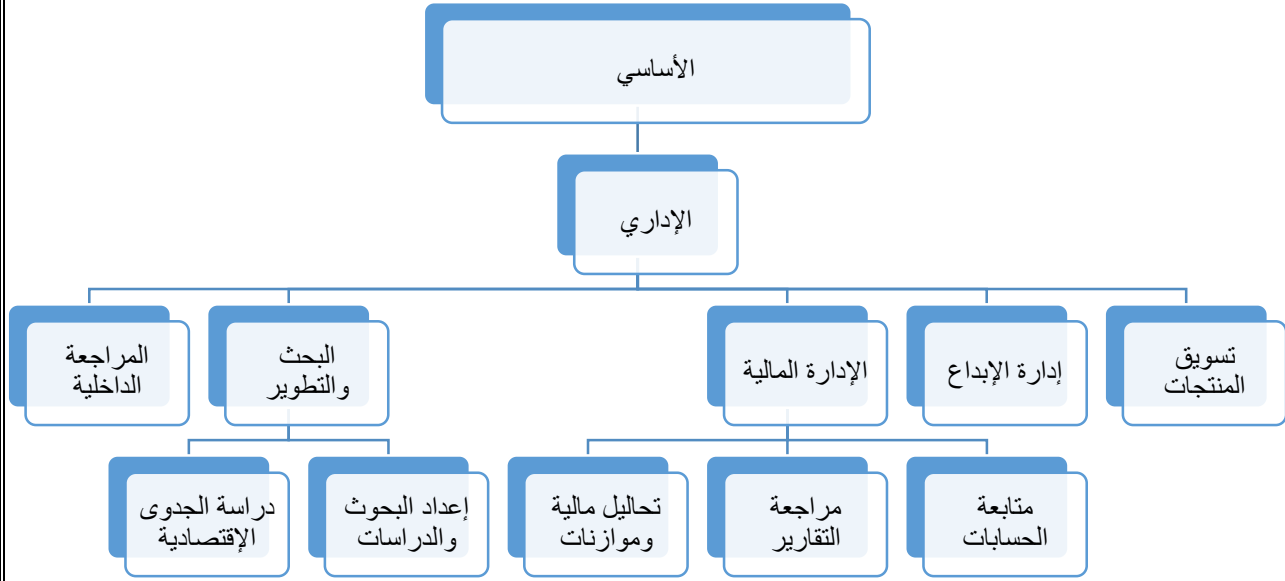 الأساسي
الإداري
تسويق
المنتجات
إدارة الإبداع
الإدارة المالية
البحث
والتطوير
المراجعة
الداخلية
متابعة
الحسابات
مراجعة
التقارير
تحاليل مالية
وموازنات
إعداد البحوث
والدراسات
دراسة الجدوى
الإقتصادية